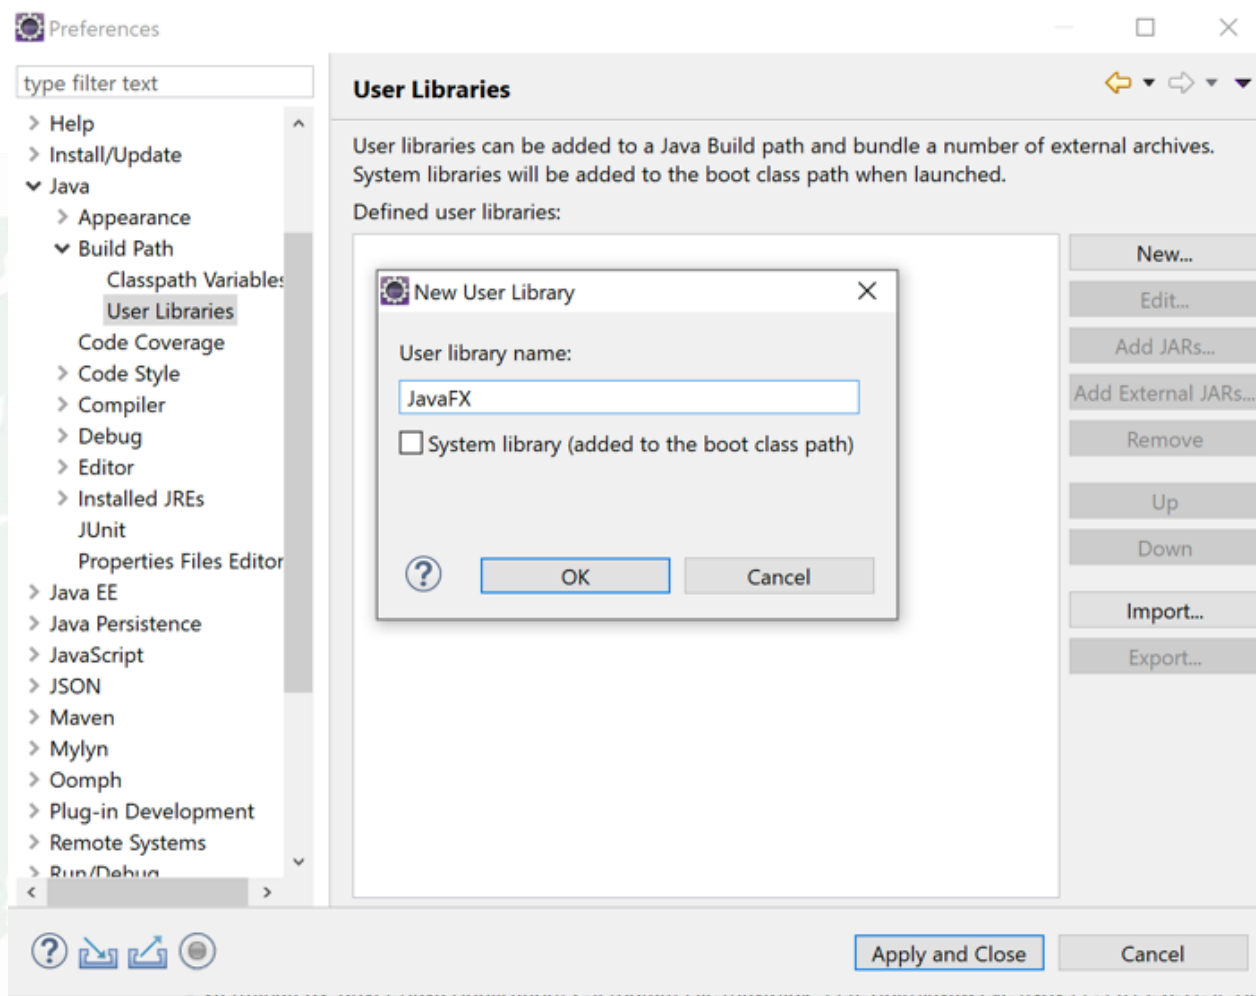 Preferences
type filter text
Help
Install/Update
Java
Appearance
Build Path
Classpath Variables
User Libraries
Code Coverage
Code Style
Compiler
Debug
Editor
Installed JREs
JUnit
Properties Files Editor
Java EE
Java Persistence
JavaScript
JSON
Maven
Mylyn
Oomph
Plug-in Development
Remote Systems
Run/Debug
User Libraries
User libraries can be added to a Java Build path and bundle a number of external archives.
System libraries will be added to the boot class path when launched.
Defined user libraries:
New User Library
User library name:
JavaFX
System library (added to the boot class path)
OK
Cancel
New...
Edit...
Add JARs...
Add External JARs...
Remove
Up
Down
Import...
Export...
Apply and Close
Cancel